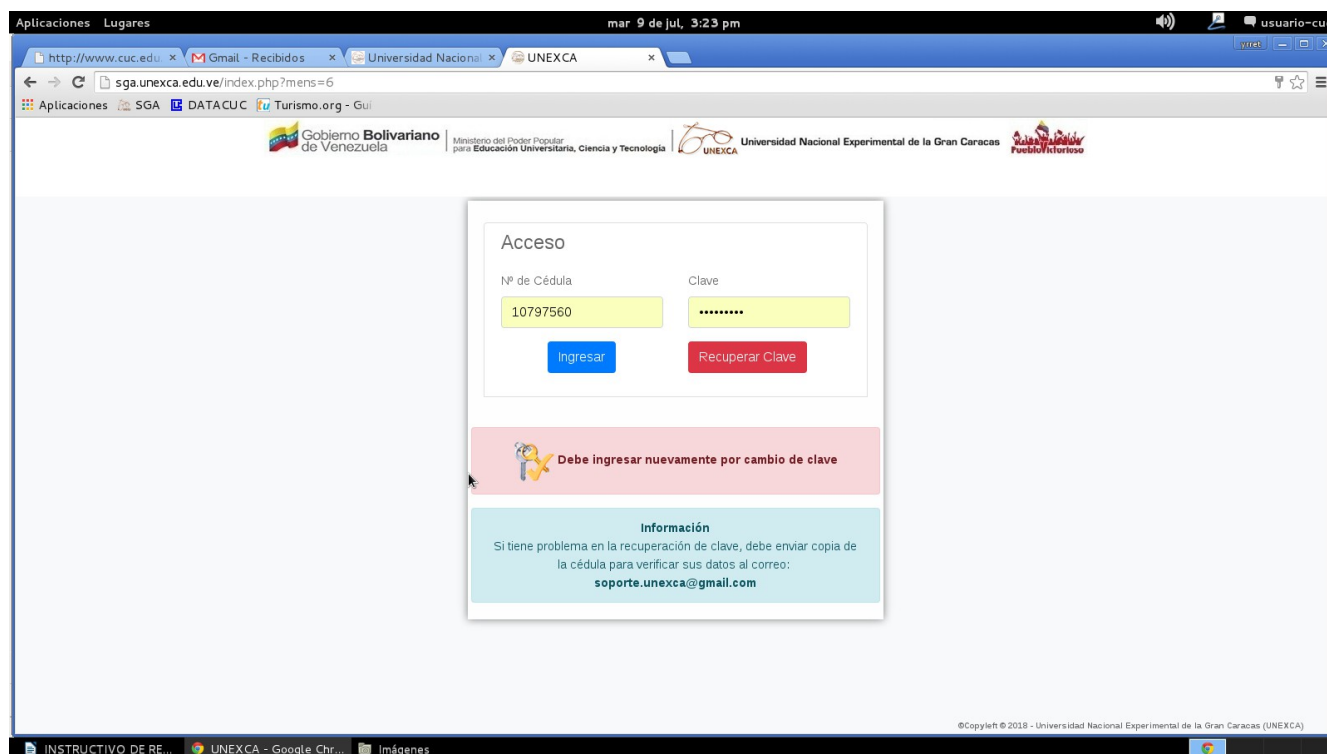 Aplicaciones Lugares mar 9 de jul, 3:23 pm usuario-cu
yrret
http://www.cuc.edu. × Gmail - Recibidos × Universidad Nacional × UNEXCA ×
sga.unexca.edu.ve/index.php?mens=6
Aplicaciones SGA DATACUC Turismo.org - Gui
Gobierno Bolivariano
de Venezuela
Ministerio del Poder Popular
para Educación Universitaria, Ciencia y Tecnología
UNEXCA
Universidad Nacional Experimental de la Gran Caracas
PuebloVictorioso
Acceso
Nº de Cédula Clave
10797560 •••••••••
Ingresar Recuperar Clave
Debe ingresar nuevamente por cambio de clave
Información
Si tiene problema en la recuperación de clave, debe enviar copia de
la cédula para verificar sus datos al correo:
soporte.unexca@gmail.com
©Copyleft © 2018 - Universidad Nacional Experimental de la Gran Caracas (UNEXCA)
INSTRUCTIVO DE RE... UNEXCA - Google Chr... Imágenes